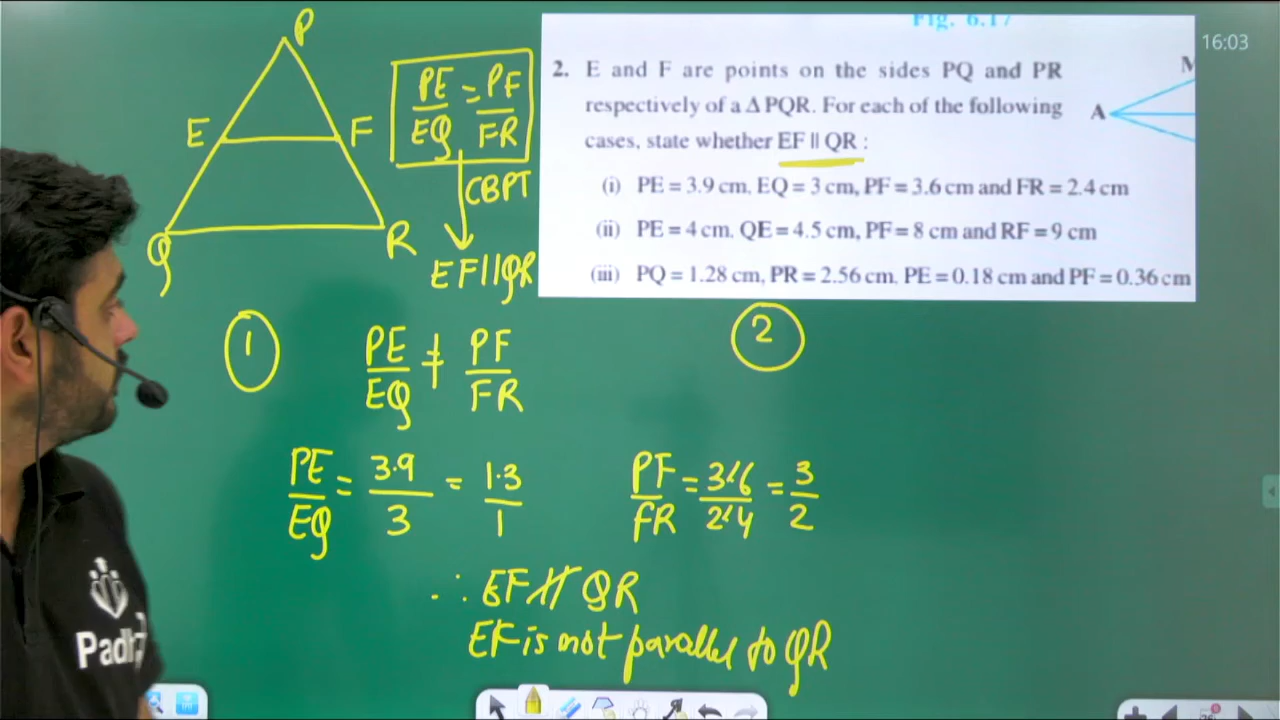 Fig. 6.17
16:03
2. E and F are points on the sides PQ and PR
respectively of a Δ PQR. For each of the following
cases, state whether EF || QR :
(i) PE = 3.9 cm, EQ = 3 cm, PF = 3.6 cm and FR = 2.4 cm
(ii) PE = 4 cm, QE = 4.5 cm, PF = 8 cm and RF = 9 cm
(iii) PQ = 1.28 cm, PR = 2.56 cm, PE = 0.18 cm and PF = 0.36 cm
M
A
P
E F
Q R
PE/EQ = PF/FR
CBPT
EF || QR
1
PE/EQ ≠ PF/FR
2
PE/EQ = 3.9/3 = 1.3/1
PF/FR = 3.6/2.4 = 3/2
∴ EF ∦ QR
EF is not parallel to QR